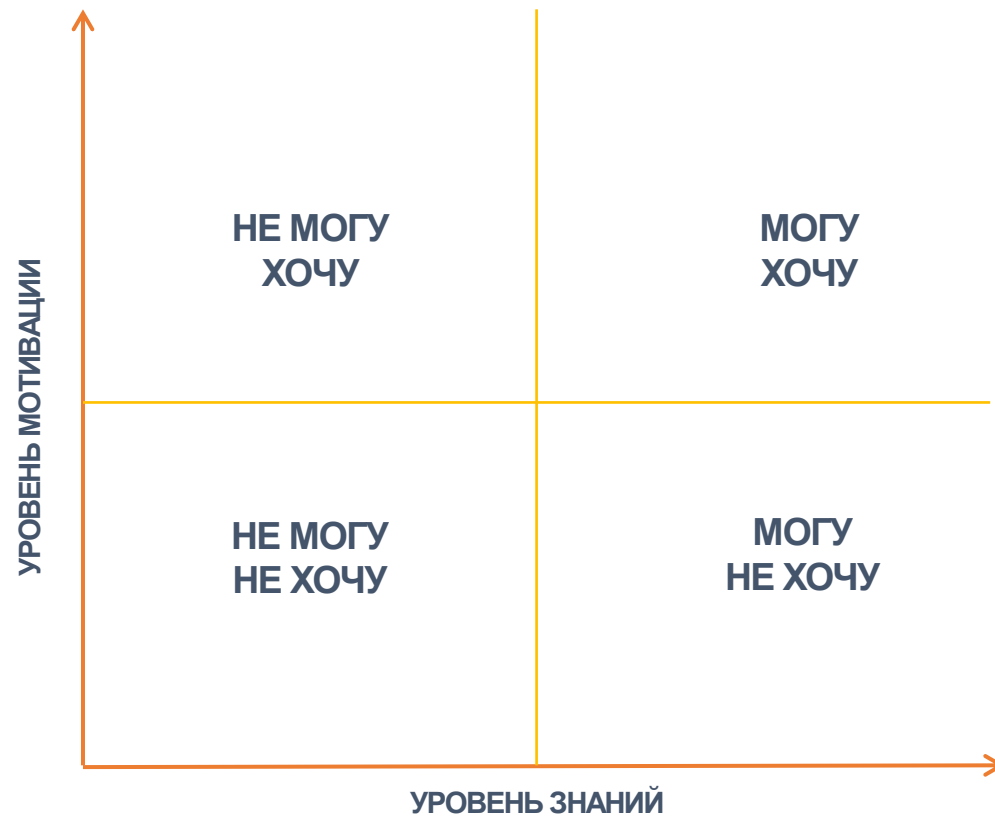 НЕ МОГУ
ХОЧУ
МОГУ
ХОЧУ
УРОВЕНЬ МОТИВАЦИИ
НЕ МОГУ
НЕ ХОЧУ
МОГУ
НЕ ХОЧУ
УРОВЕНЬ ЗНАНИЙ